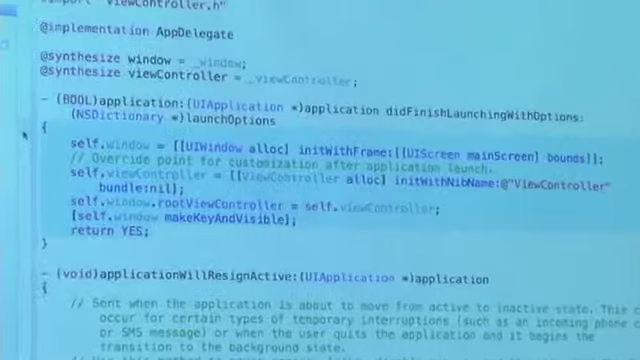 #import "ViewController.h"
@implementation AppDelegate
@synthesize window = _window;
@synthesize viewController = _viewController;
- (BOOL)application:(UIApplication *)application didFinishLaunchingWithOptions:
(NSDictionary *)launchOptions
{
self.window = [[UIWindow alloc] initWithFrame:[[UIScreen mainScreen] bounds]];
// Override point for customization after application launch.
self.viewController = [[ViewController alloc] initWithNibName:@"ViewController"
bundle:nil];
self.window.rootViewController = self.viewController;
[self.window makeKeyAndVisible];
return YES;
}
- (void)applicationWillResignActive:(UIApplication *)application
{
// Sent when the application is about to move from active to inactive state. This c
occur for certain types of temporary interruptions (such as an incoming phone c
or SMS message) or when the user quits the application and it begins the
transition to the background state.
// Use this method to